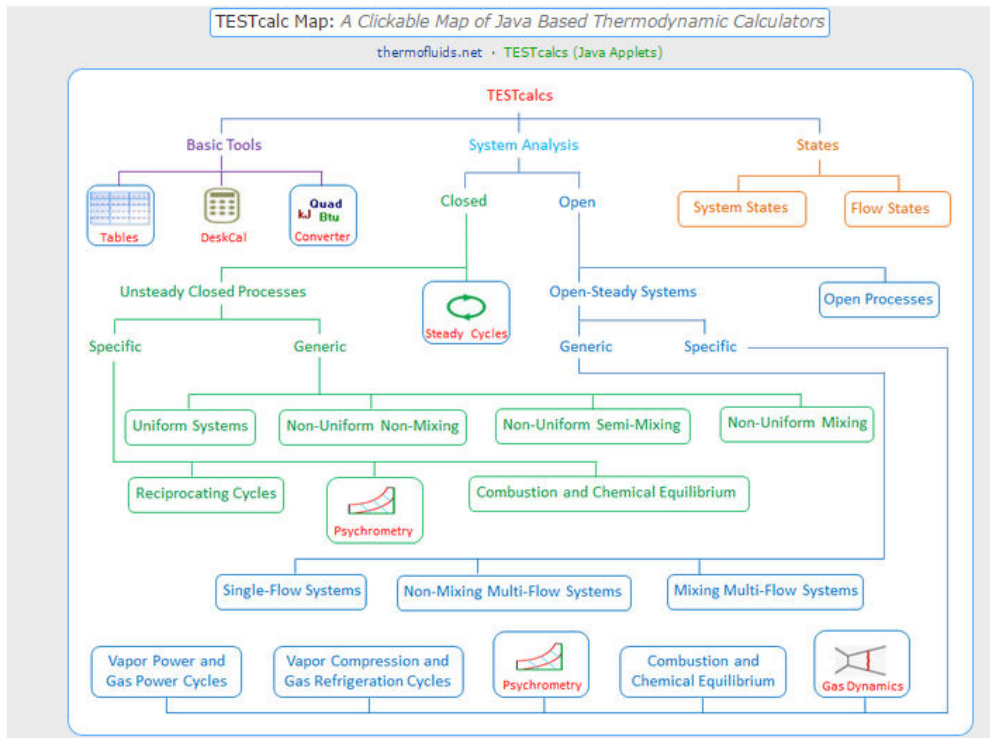 TESTcalc Map: A Clickable Map of Java Based Thermodynamic Calculators
thermofluids.net · TESTcalcs (Java Applets)
TESTcalcs
Basic Tools
System Analysis
States
Tables
DeskCal
Quad
kJ Btu
Converter
Closed
Open
System States
Flow States
Unsteady Closed Processes
Steady Cycles
Open-Steady Systems
Open Processes
Specific
Generic
Generic
Specific
Uniform Systems
Non-Uniform Non-Mixing
Non-Uniform Semi-Mixing
Non-Uniform Mixing
Reciprocating Cycles
Psychrometry
Combustion and Chemical Equilibrium
Single-Flow Systems
Non-Mixing Multi-Flow Systems
Mixing Multi-Flow Systems
Vapor Power and
Gas Power Cycles
Vapor Compression and
Gas Refrigeration Cycles
Psychrometry
Combustion and
Chemical Equilibrium
Gas Dynamics